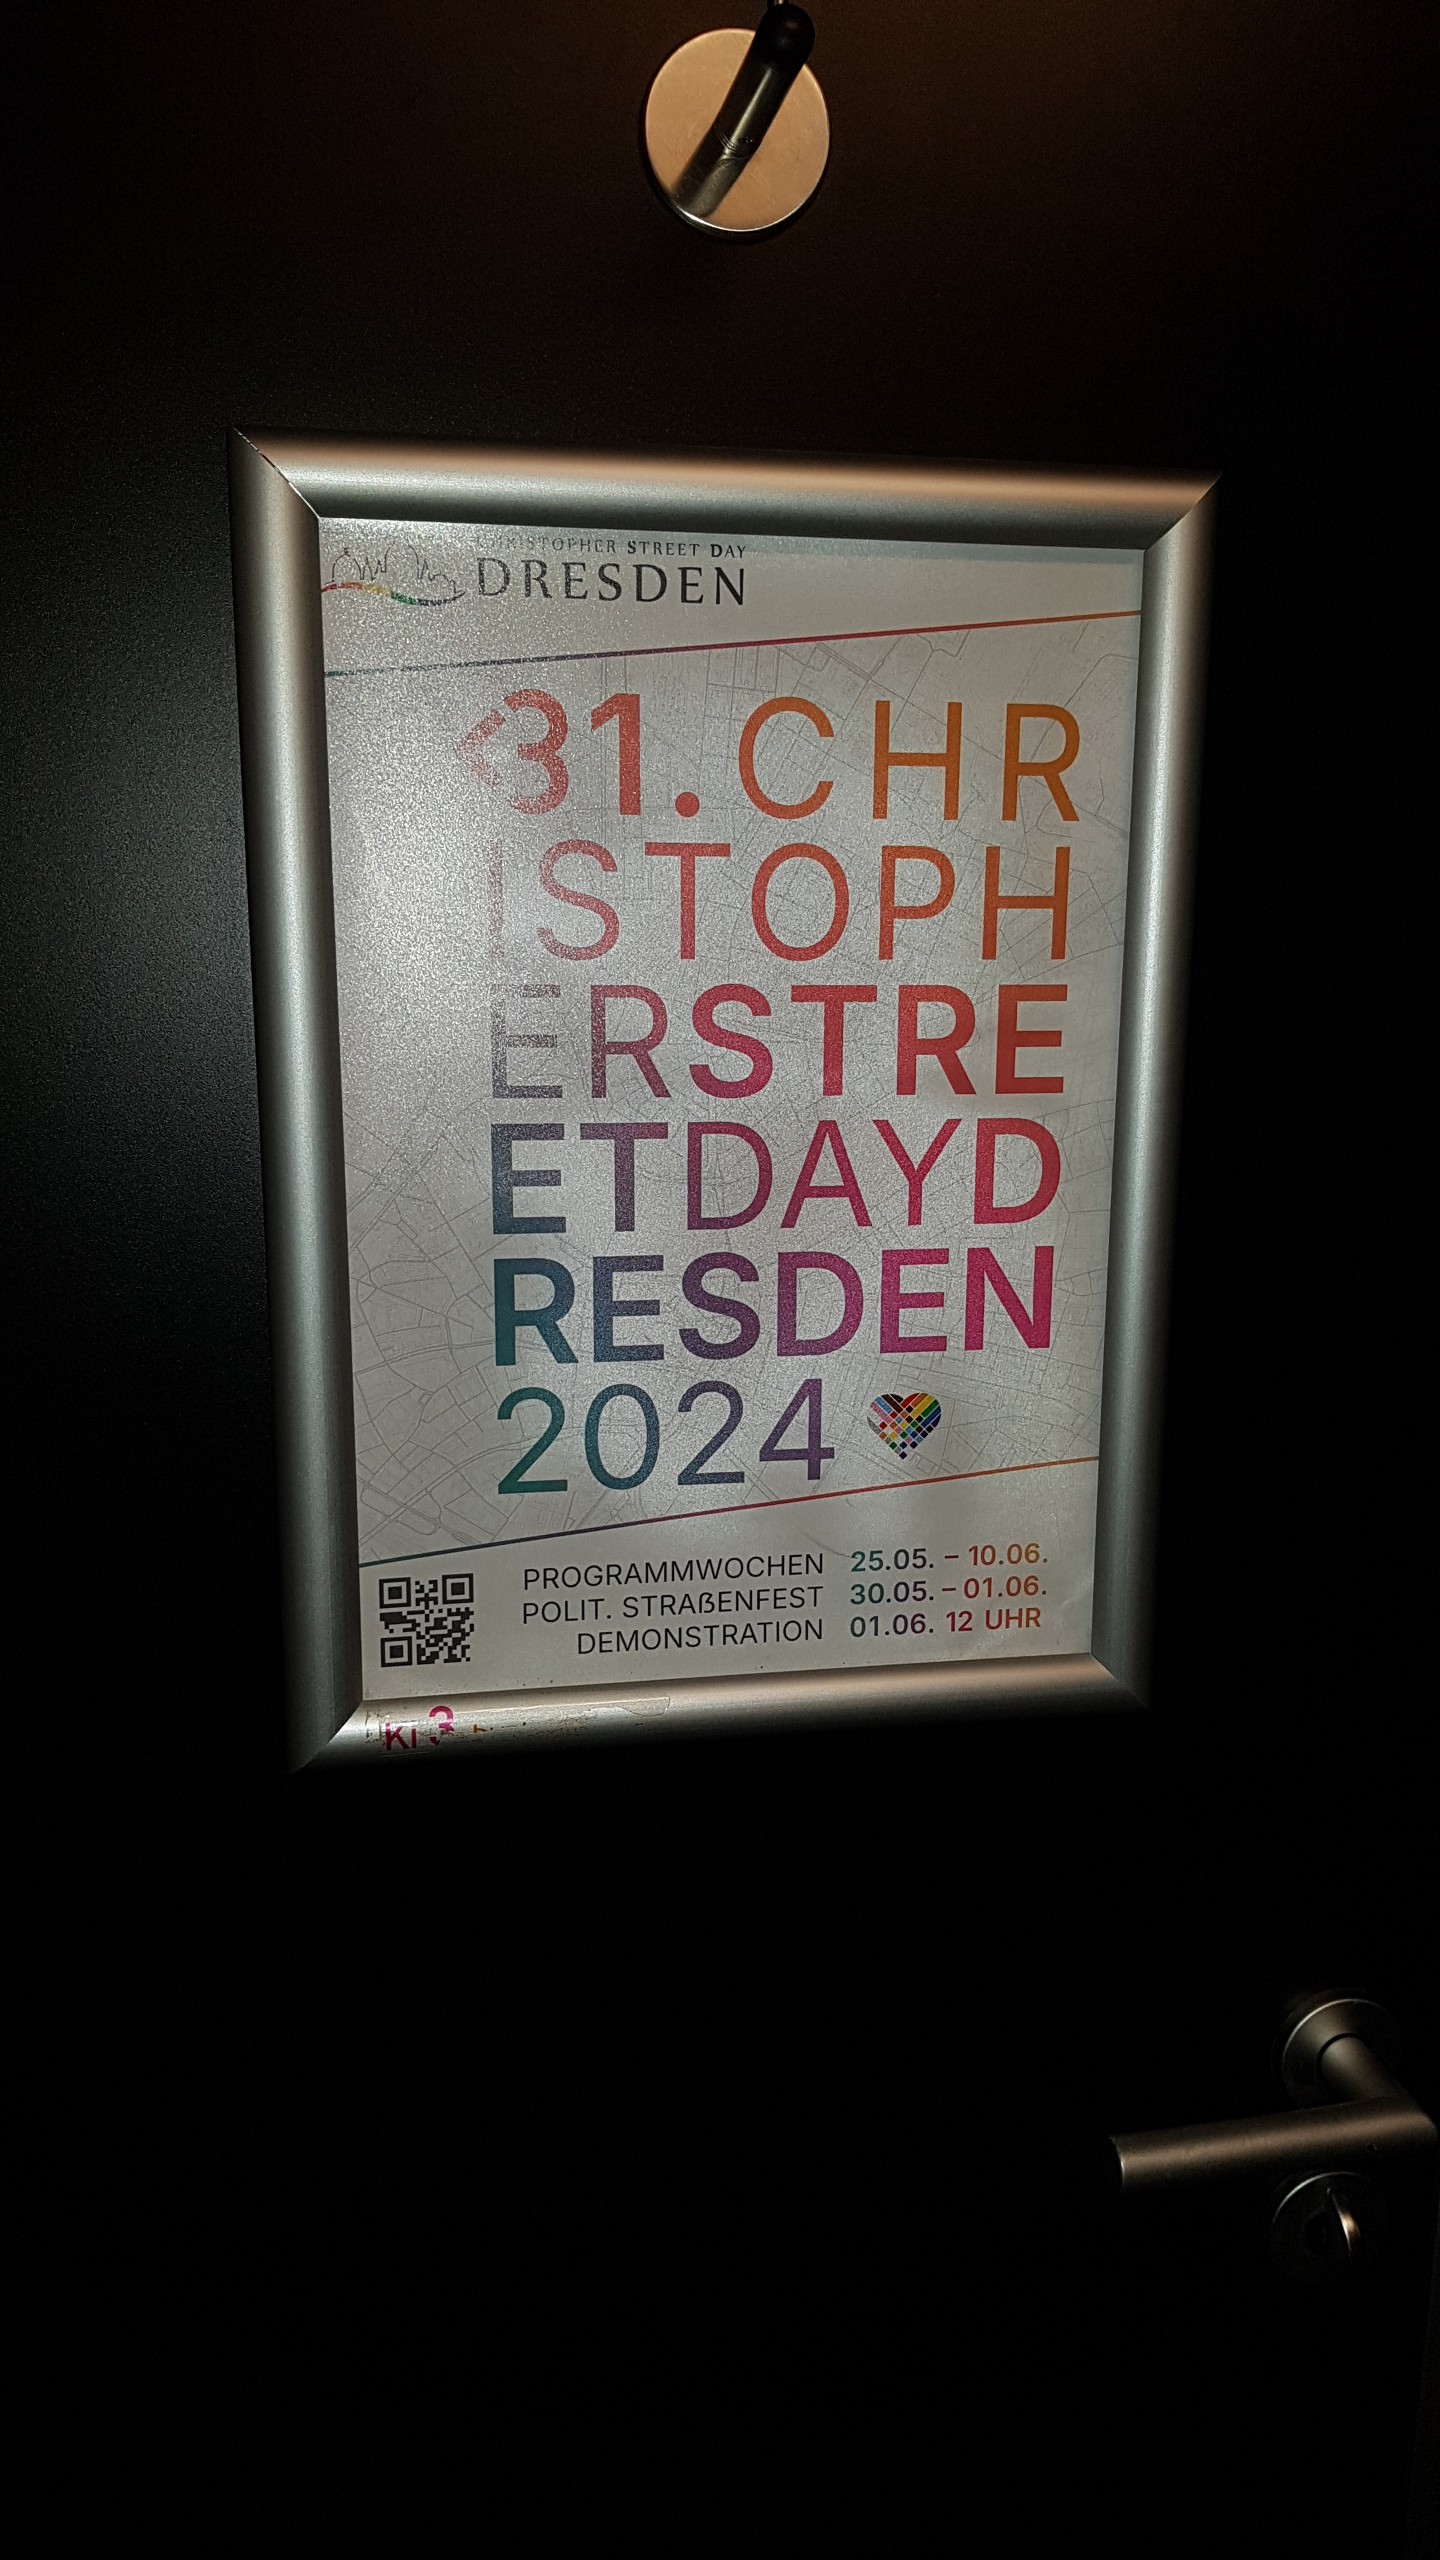 CHRISTOPHER STREET DAY
DRESDEN
31. CHR
ISTOPH
ERSTRE
ETDAYD
RESDEN
2024
PROGRAMMWOCHEN 25.05. – 10.06.
POLIT. STRAßENFEST 30.05. – 01.06.
DEMONSTRATION 01.06. 12 UHR